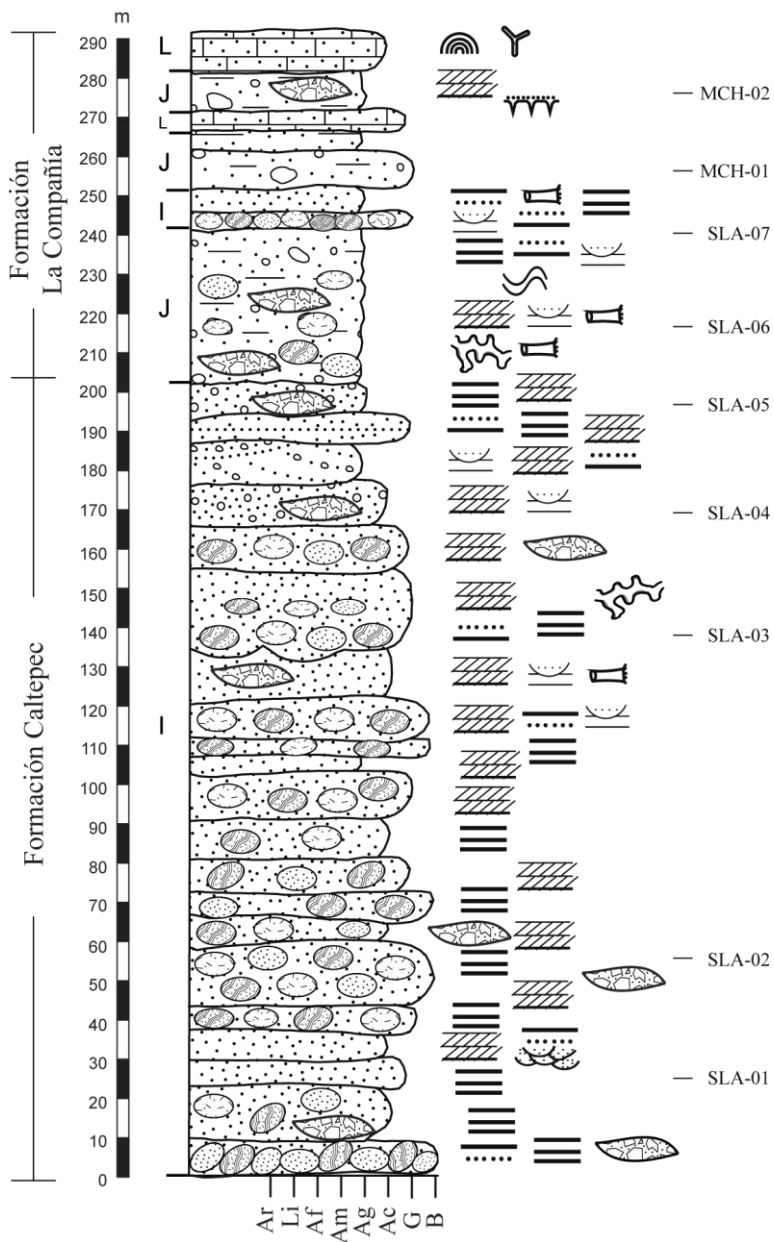 m
290
280
270
260
250
240
230
220
210
200
190
180
170
160
150
140
130
120
110
100
90
80
70
60
50
40
30
20
10
0
Formación
La Compañía
Formación Caltepec
L
J
L
J
I
J
I
MCH-02
MCH-01
SLA-07
SLA-06
SLA-05
SLA-04
SLA-03
SLA-02
SLA-01
Ar
Li
Af
Am
Ag
Ac
G
B